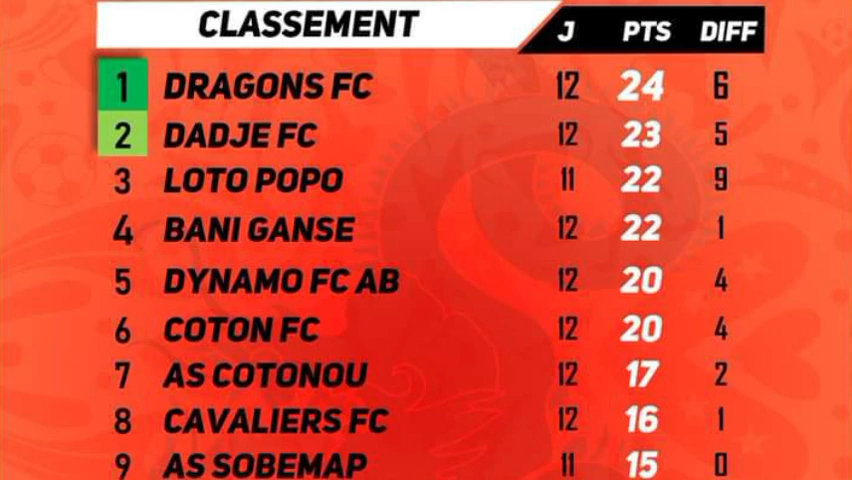 CLASSEMENT J PTS DIFF
1 DRAGONS FC 12 24 6
2 DADJE FC 12 23 5
3 LOTO POPO 11 22 9
4 BANI GANSE 12 22 1
5 DYNAMO FC AB 12 20 4
6 COTON FC 12 20 4
7 AS COTONOU 12 17 2
8 CAVALIERS FC 12 16 1
9 AS SOBEMAP 11 15 0